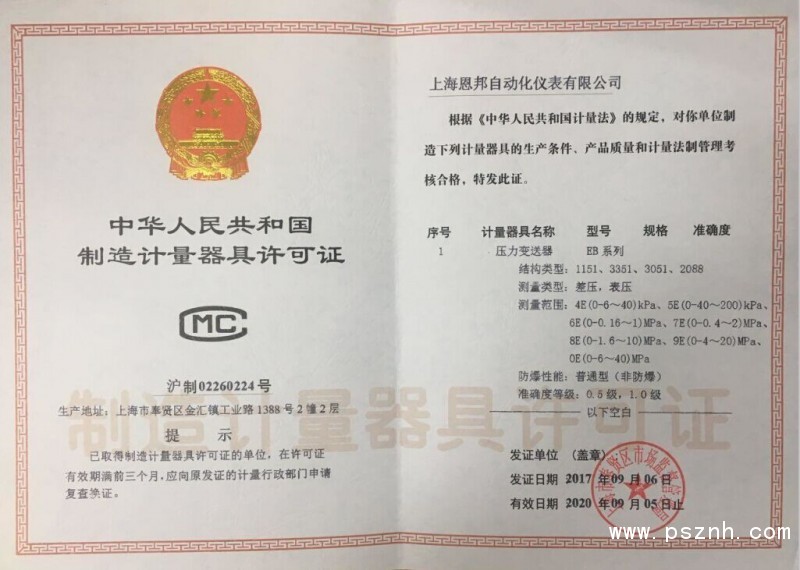 中华人民共和国
制造计量器具许可证
CMC
沪制02260224号
生产地址：上海市奉贤区金汇镇工业路1388号2幢2层
提 示
已取得制造计量器具许可证的单位，在许可证
有效期满前三个月，应向原发证的计量行政部门申请
复查换证。
上海恩邦自动化仪表有限公司
根据《中华人民共和国计量法》的规定，对你单位制
造下列计量器具的生产条件、产品质量和计量法制管理考
核合格，特发此证。
序号 计量器具名称 型号 规格 准确度
1 压力变送器 EB系列
结构类型：1151、3351、3051、2088
测量类型：差压，表压
测量范围：4E(0-6~40)kPa、5E(0-40~200)kPa、
6E(0-0.16~1)MPa、7E(0-0.4~2)MPa、
8E(0-1.6~10)MPa、9E(0-4~20)MPa、
0E(0-6~40)MPa
防爆性能：普通型(非防爆)
准确度等级：0.5级，1.0级
以下空白
制造计量器具许可证
发证单位 （盖章）
发证日期 2017 年 09 月 06 日
有效日期 2020 年 09 月 05 日止
www.psznh.com